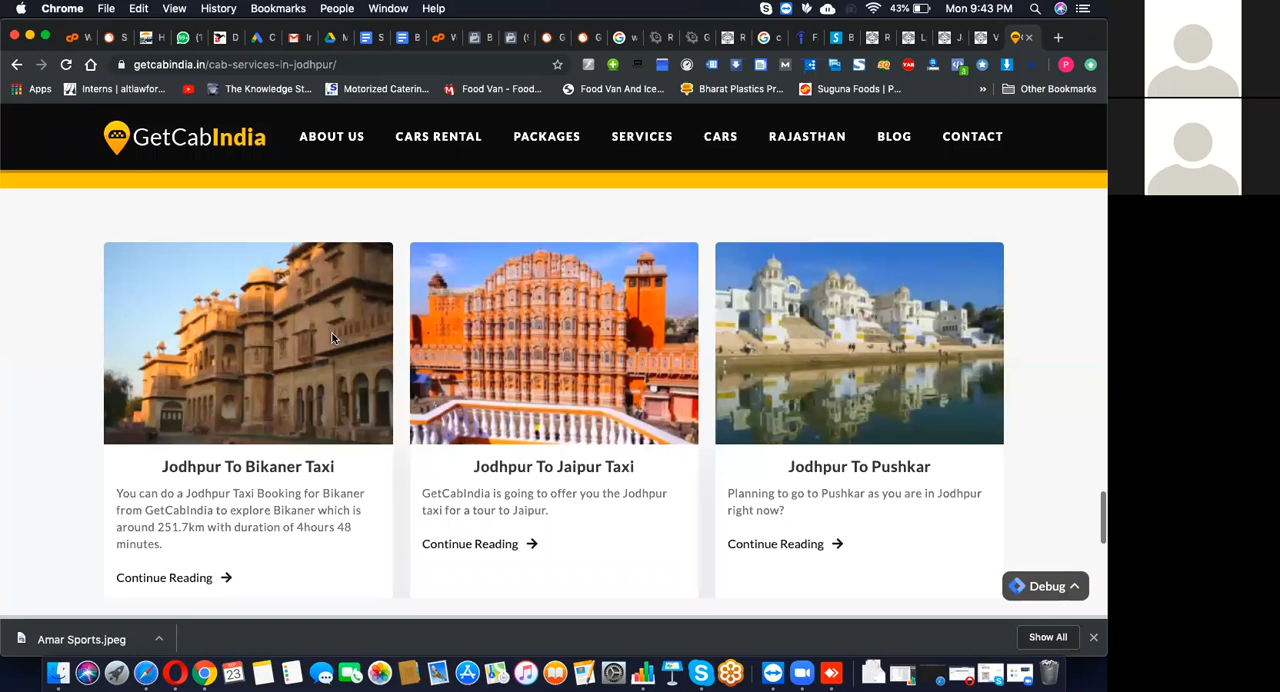 Chrome File Edit View History Bookmarks People Window Help 43% Mon 9:43 PM
getcabindia.in/cab-services-in-jodhpur/
Apps Interns | altlawfor... The Knowledge St... Motorized Caterin... Food Van - Food... Food Van And Ice... Bharat Plastics Pr... Suguna Foods | P... » Other Bookmarks
GetCabIndia ABOUT US CARS RENTAL PACKAGES SERVICES CARS RAJASTHAN BLOG CONTACT
Jodhpur To Bikaner Taxi
You can do a Jodhpur Taxi Booking for Bikaner
from GetCabIndia to explore Bikaner which is
around 251.7km with duration of 4hours 48
minutes.
Continue Reading
Jodhpur To Jaipur Taxi
GetCabIndia is going to offer you the Jodhpur
taxi for a tour to Jaipur.
Continue Reading
Jodhpur To Pushkar
Planning to go to Pushkar as you are in Jodhpur
right now?
Continue Reading
Debug
Amar Sports.jpeg
Show All